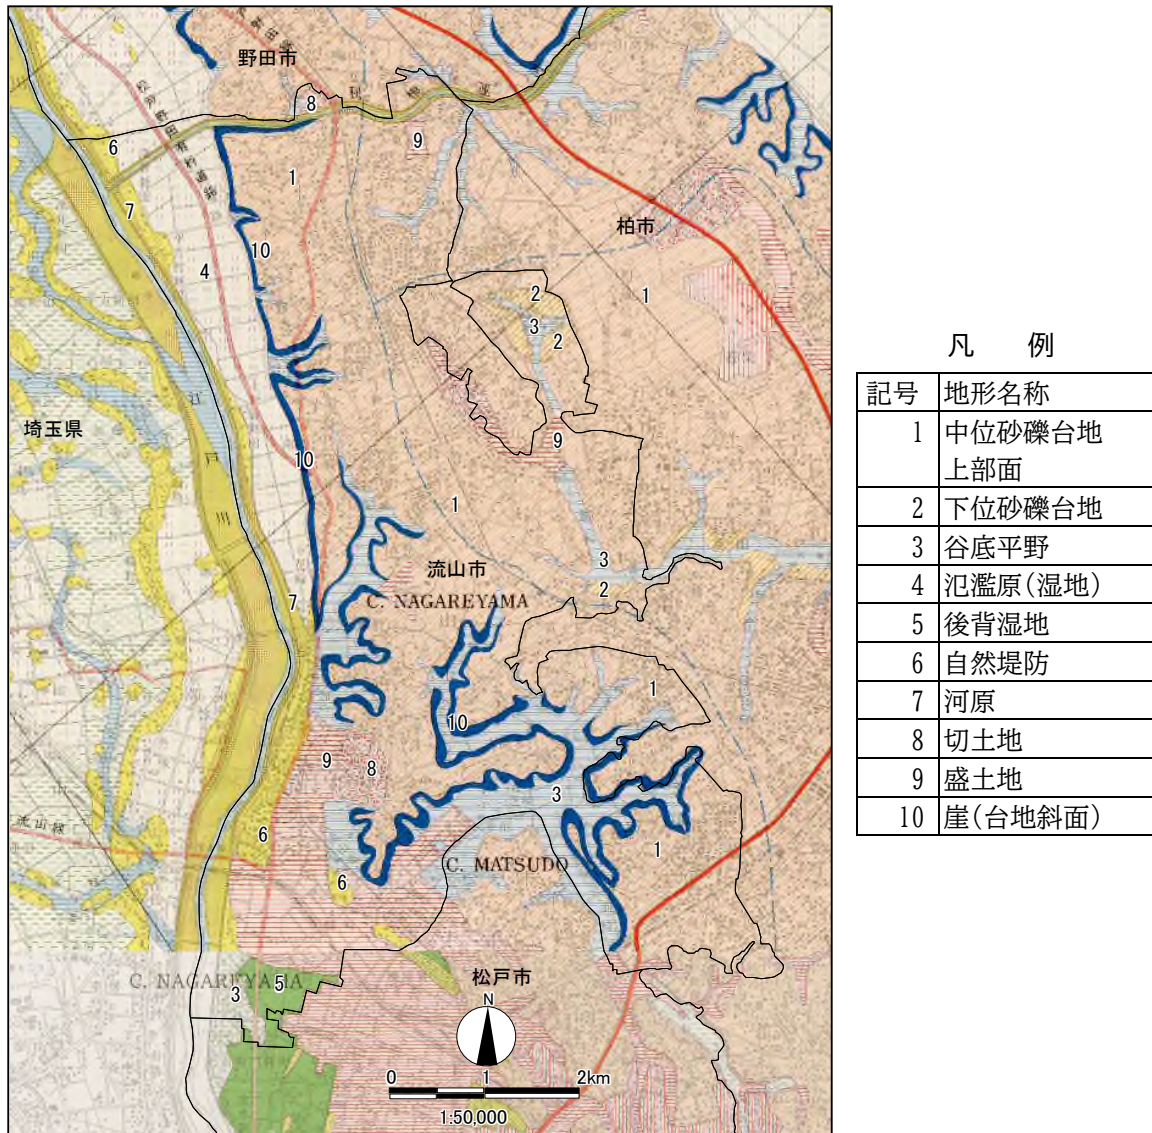 野田市
8
9
6
1
7
柏市
10
4
1
2
3
2
埼玉県
江
戸
川
9
10
1
3
流山市
2
7
C. NAGAREYAMA
1
10
9
8
3
6
1
C. MATSUDO
6
松戸市
C. NAGAREYAMA
5
3
N
0 1 2km
1:50,000
凡 例
記号 地形名称
1 中位砂礫台地
上部面
2 下位砂礫台地
3 谷底平野
4 氾濫原(湿地)
5 後背湿地
6 自然堤防
7 河原
8 切土地
9 盛土地
10 崖(台地斜面)